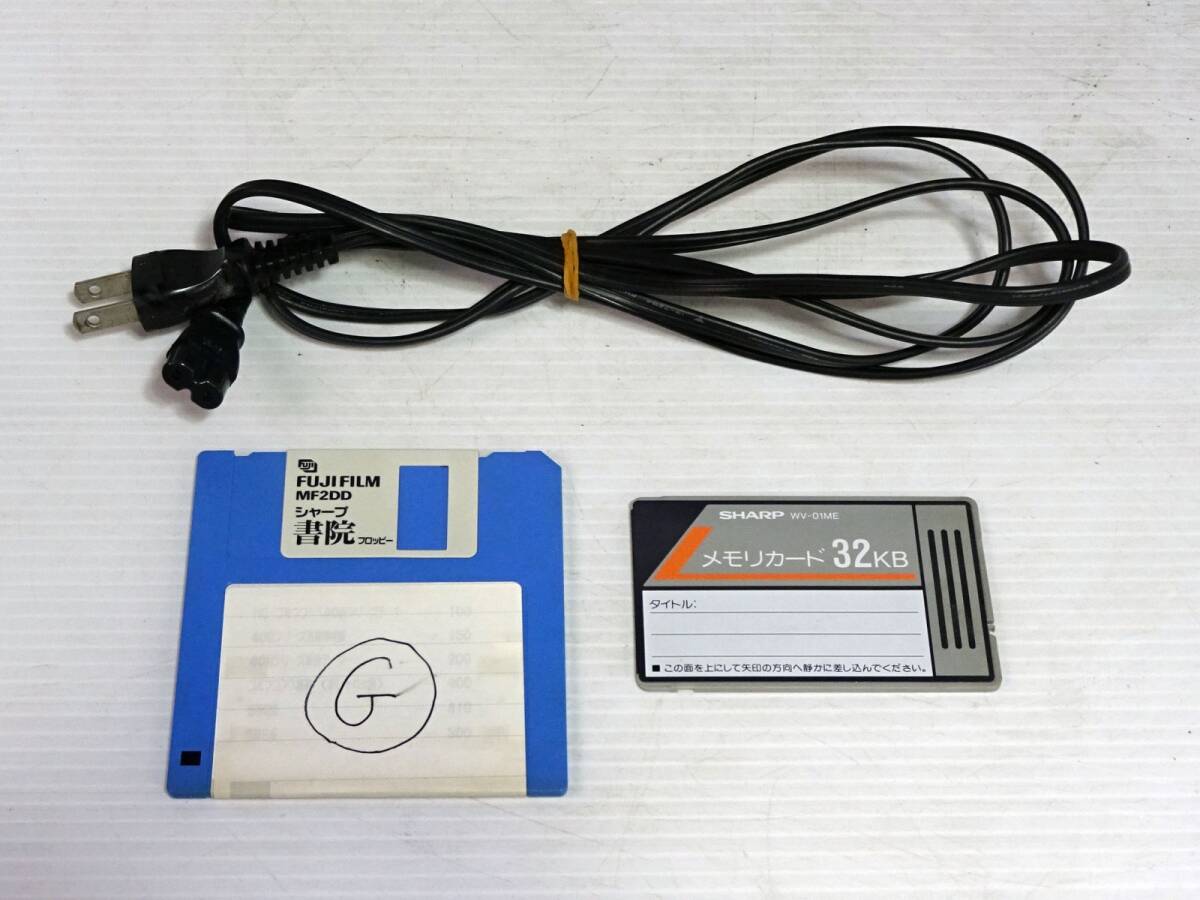 FUJI
FUJI FILM
MF2DD
シャープ
書院 フロッピー
G
SHARP WV-01ME
メモリカード 32KB
タイトル:
■ この面を上にして矢印の方向へ静かに差し込んでください。